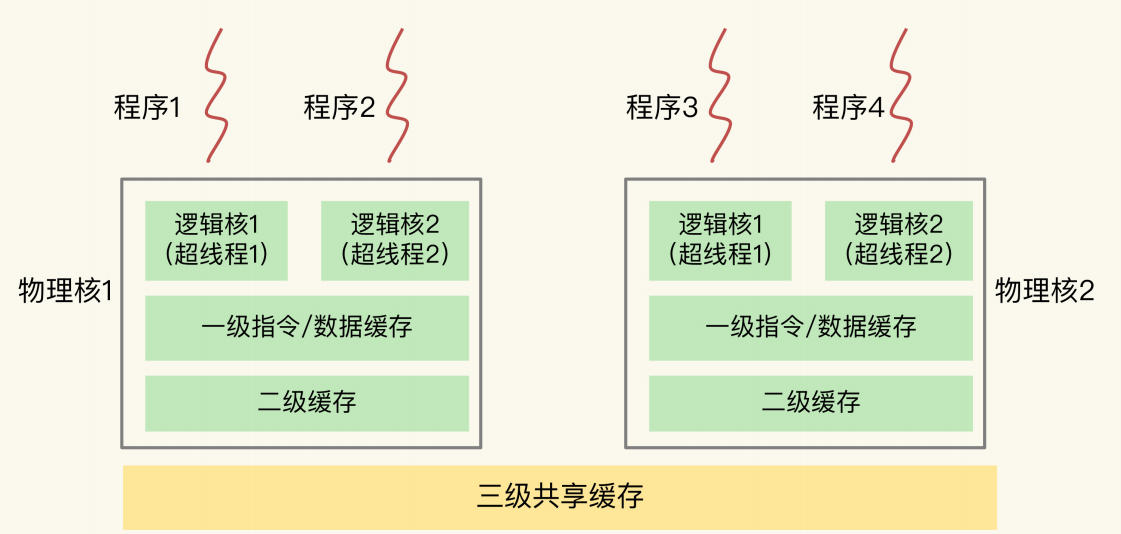 程序1
程序2
程序3
程序4
逻辑核1
(超线程1)
逻辑核2
(超线程2)
逻辑核1
(超线程1)
逻辑核2
(超线程2)
物理核1
物理核2
一级指令/数据缓存
一级指令/数据缓存
二级缓存
二级缓存
三级共享缓存